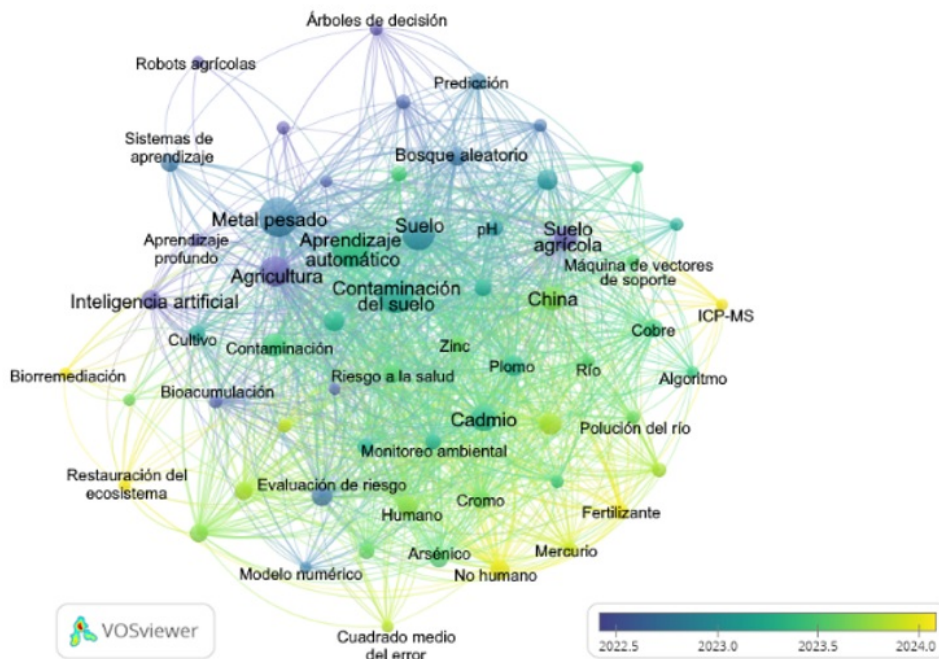 Árboles de decisión
Robots agrícolas
Predicción
Sistemas de
aprendizaje
Bosque aleatorio
Metal pesado
Suelo
pH
Suelo
agrícola
Aprendizaje
profundo
Aprendizaje
automático
Máquina de vectores
de soporte
Agricultura
Inteligencia artificial
Contaminación
del suelo
China
ICP-MS
Cultivo
Contaminación
Zinc
Cobre
Biorremediación
Riesgo a la salud
Plomo
Río
Algoritmo
Bioacumulación
Cadmio
Polución del río
Monitoreo ambiental
Restauración del
ecosistema
Evaluación de riesgo
Cromo
Humano
Fertilizante
Arsénico
Mercurio
Modelo numérico
No humano
Cuadrado medio
del error
VOSviewer
2022.5 2023.0 2023.5 2024.0